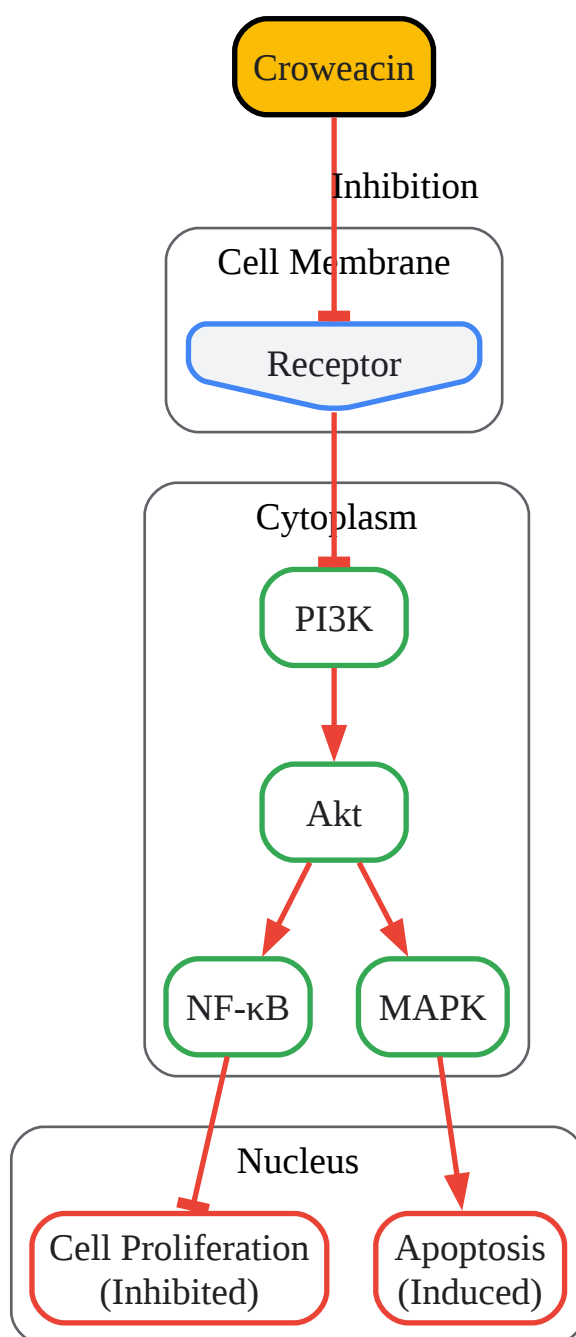 Croweacin
Inhibition
Cell Membrane
Receptor
Cytoplasm
PI3K
Akt
NF-κB
MAPK
Nucleus
Cell Proliferation
(Inhibited)
Apoptosis
(Induced)